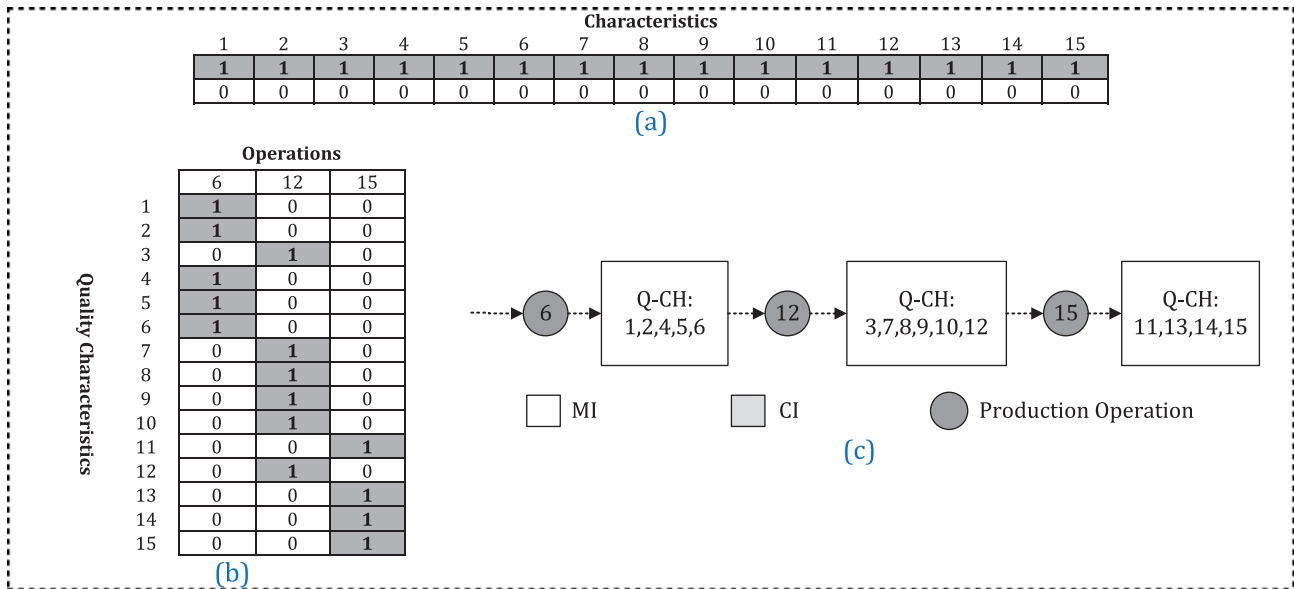 Characteristics
1 2 3 4 5 6 7 8 9 10 11 12 13 14 15
1 1 1 1 1 1 1 1 1 1 1 1 1 1 1
0 0 0 0 0 0 0 0 0 0 0 0 0 0 0
(a)
Operations
6 12 15
Quality Characteristics
1 1 0 0
2 1 0 0
3 0 1 0
4 1 0 0
5 1 0 0
6 1 0 0
7 0 1 0
8 0 1 0
9 0 1 0
10 0 1 0
11 0 0 1
12 0 1 0
13 0 0 1
14 0 0 1
15 0 0 1
(b)
6
Q-CH:
1,2,4,5,6
12
Q-CH:
3,7,8,9,10,12
15
Q-CH:
11,13,14,15
MI CI Production Operation
(c)